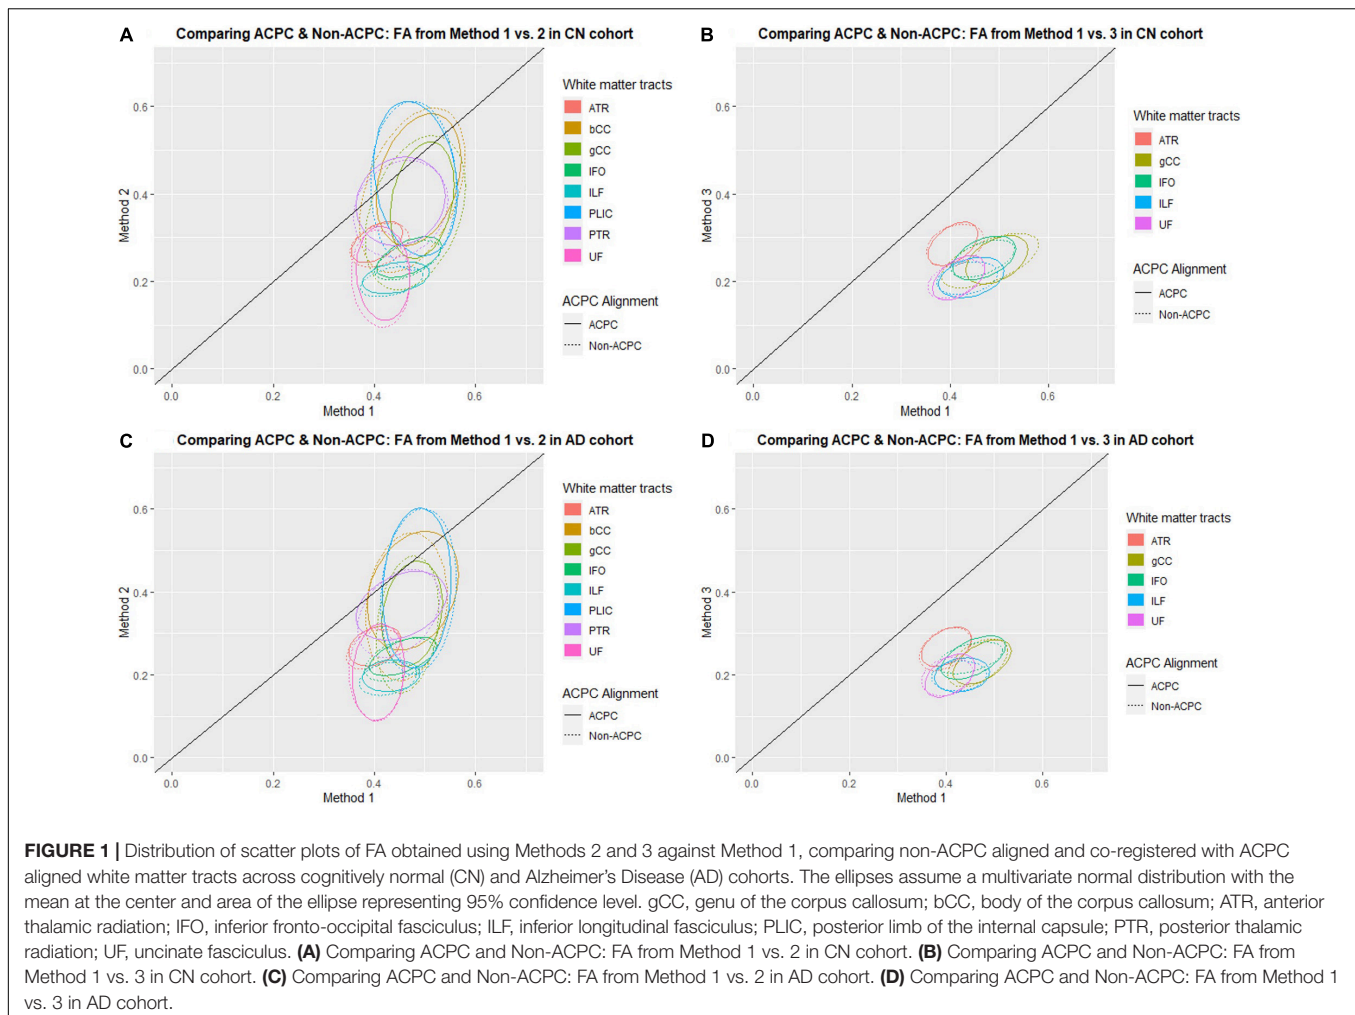 A Comparing ACPC & Non-ACPC: FA from Method 1 vs. 2 in CN cohort
Method 2
0.6
0.4
0.2
0.0
0.0 0.2 0.4 0.6
Method 1
White matter tracts
ATR
bCC
gCC
IFO
ILF
PLIC
PTR
UF
ACPC Alignment
ACPC
Non-ACPC
B Comparing ACPC & Non-ACPC: FA from Method 1 vs. 3 in CN cohort
Method 3
0.6
0.4
0.2
0.0
0.0 0.2 0.4 0.6
Method 1
White matter tracts
ATR
gCC
IFO
ILF
UF
ACPC Alignment
ACPC
Non-ACPC
C Comparing ACPC & Non-ACPC: FA from Method 1 vs. 2 in AD cohort
Method 2
0.6
0.4
0.2
0.0
0.0 0.2 0.4 0.6
Method 1
White matter tracts
ATR
bCC
gCC
IFO
ILF
PLIC
PTR
UF
ACPC Alignment
ACPC
Non-ACPC
D Comparing ACPC & Non-ACPC: FA from Method 1 vs. 3 in AD cohort
Method 3
0.6
0.4
0.2
0.0
0.0 0.2 0.4 0.6
Method 1
White matter tracts
ATR
gCC
IFO
ILF
UF
ACPC Alignment
ACPC
Non-ACPC
FIGURE 1 | Distribution of scatter plots of FA obtained using Methods 2 and 3 against Method 1, comparing non-ACPC aligned and co-registered with ACPC
aligned white matter tracts across cognitively normal (CN) and Alzheimer's Disease (AD) cohorts. The ellipses assume a multivariate normal distribution with the
mean at the center and area of the ellipse representing 95% confidence level. gCC, genu of the corpus callosum; bCC, body of the corpus callosum; ATR, anterior
thalamic radiation; IFO, inferior fronto-occipital fasciculus; ILF, inferior longitudinal fasciculus; PLIC, posterior limb of the internal capsule; PTR, posterior thalamic
radiation; UF, uncinate fasciculus. (A) Comparing ACPC and Non-ACPC: FA from Method 1 vs. 2 in CN cohort. (B) Comparing ACPC and Non-ACPC: FA from
Method 1 vs. 3 in CN cohort. (C) Comparing ACPC and Non-ACPC: FA from Method 1 vs. 2 in AD cohort. (D) Comparing ACPC and Non-ACPC: FA from Method 1
vs. 3 in AD cohort.